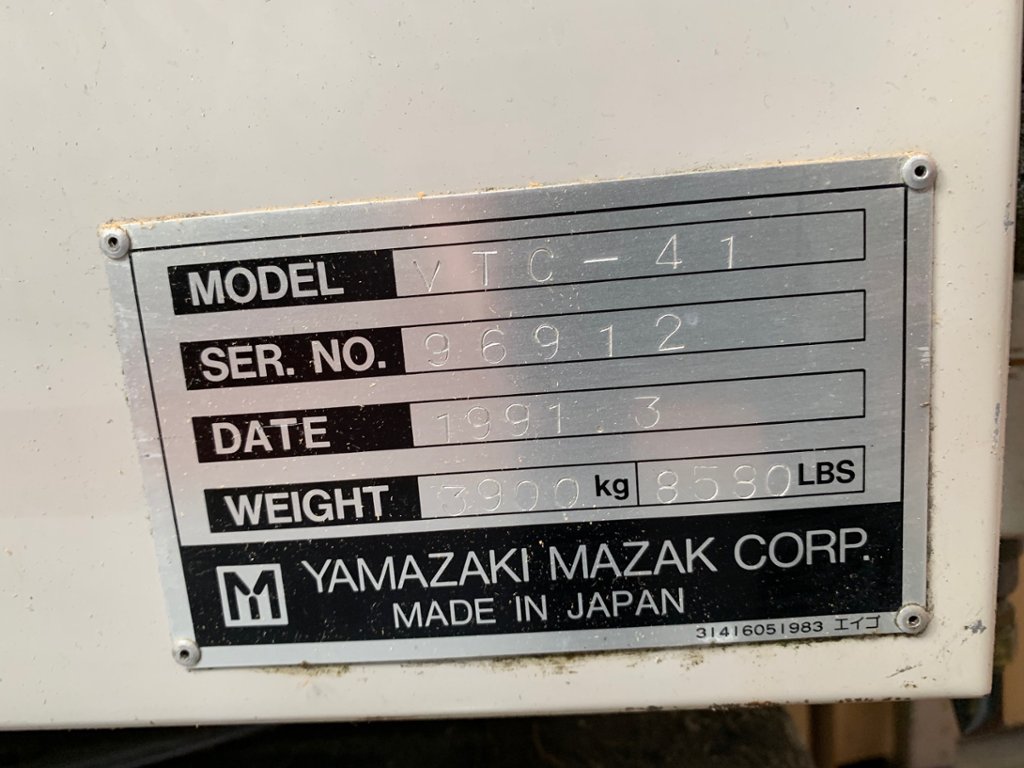 MODEL VTC-41
SER. NO. 96912
DATE 1991 3
WEIGHT 3900 kg 8580 LBS
YAMAZAKI MAZAK CORP.
MADE IN JAPAN
31416051983 エイゴ